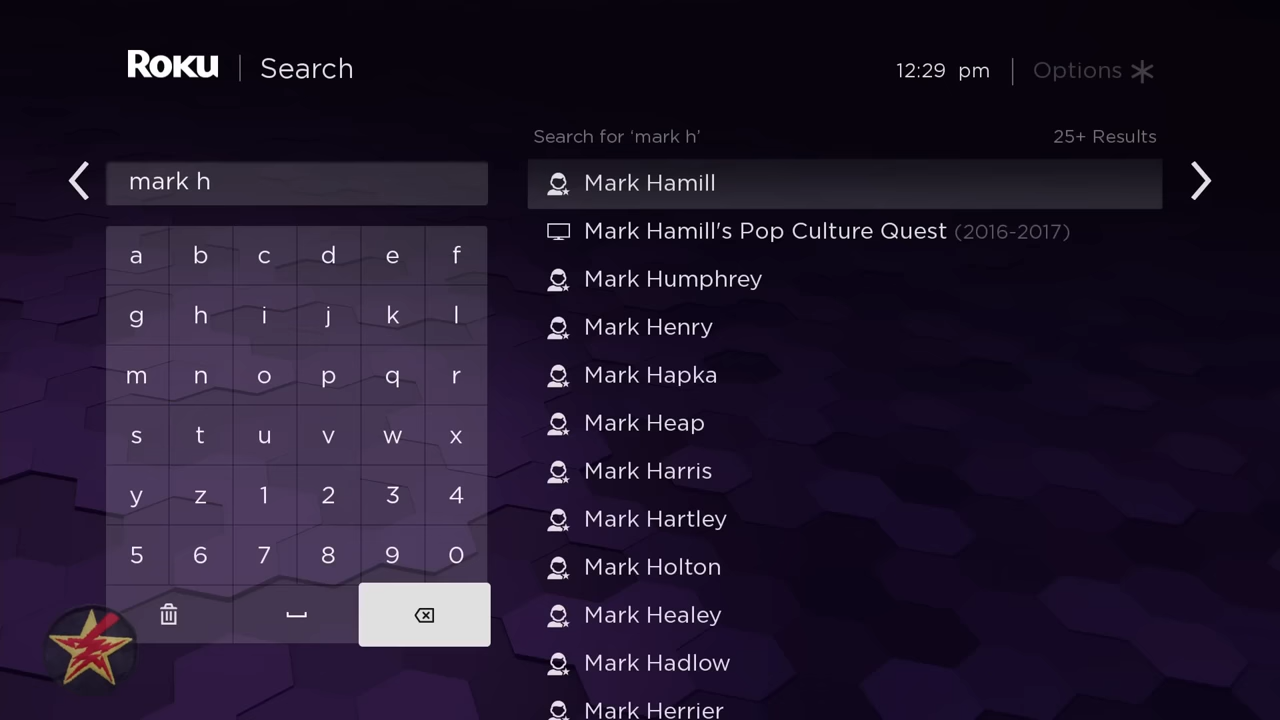 Roku | Search
12:29 pm | Options
Search for ‘mark h’ 25+ Results
mark h
a b c d e f
g h i j k l
m n o p q r
s t u v w x
y z 1 2 3 4
5 6 7 8 9 0
Mark Hamill
Mark Hamill's Pop Culture Quest (2016-2017)
Mark Humphrey
Mark Henry
Mark Hapka
Mark Heap
Mark Harris
Mark Hartley
Mark Holton
Mark Healey
Mark Hadlow
Mark Herrier